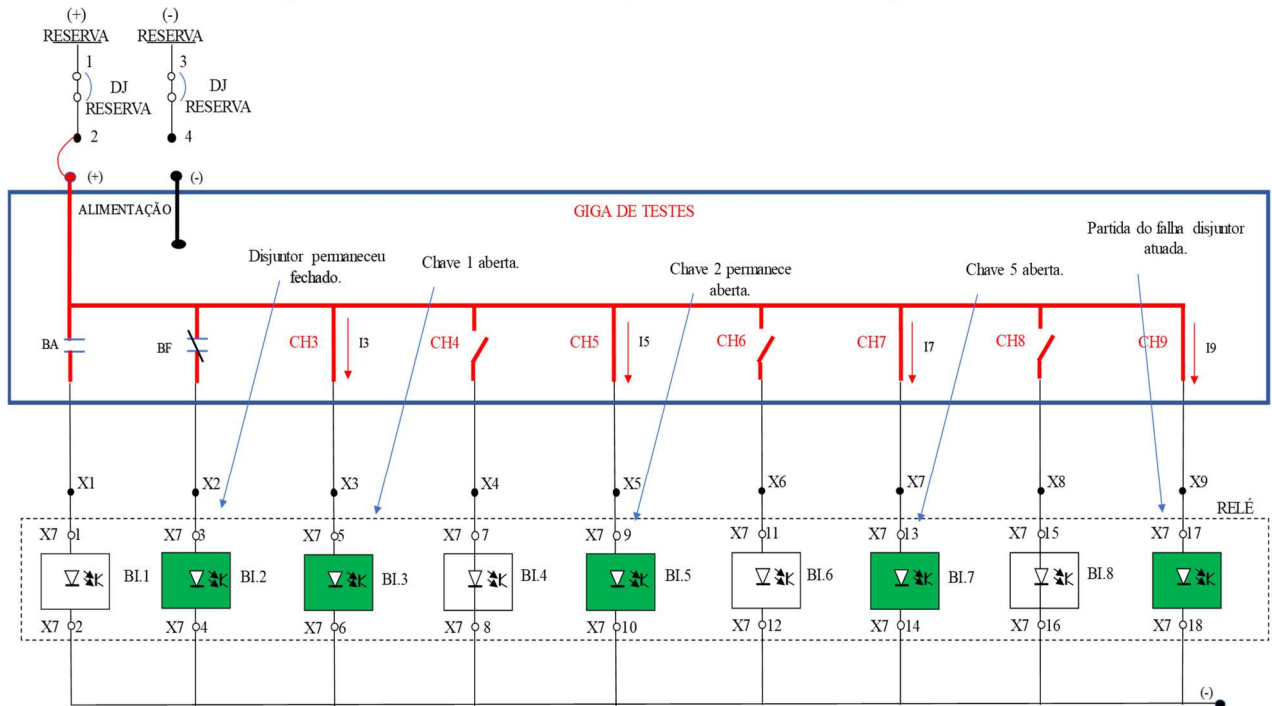 (+)
RESERVA
(-)
RESERVA
1
3
DJ
RESERVA
DJ
RESERVA
2
4
(+)
(-)
ALIMENTAÇÃO
GIGA DE TESTES
Disjuntor permaneceu
fechado.
Chave 1 aberta.
Chave 2 permanece
aberta.
Chave 5 aberta.
Partida do falha disjuntor
atuada.
BA
BF
CH3
I3
CH4
CH5
I5
CH6
CH7
I7
CH8
CH9
I9
X1
X2
X3
X4
X5
X6
X7
X8
X9
RELÉ
X7 1
X7 3
X7 5
X7 7
X7 9
X7 11
X7 13
X7 15
X7 17
BI.1
BI.2
BI.3
BI.4
BI.5
BI.6
BI.7
BI.8
BI.9
X7 2
X7 4
X7 6
X7 8
X7 10
X7 12
X7 14
X7 16
X7 18
(-)